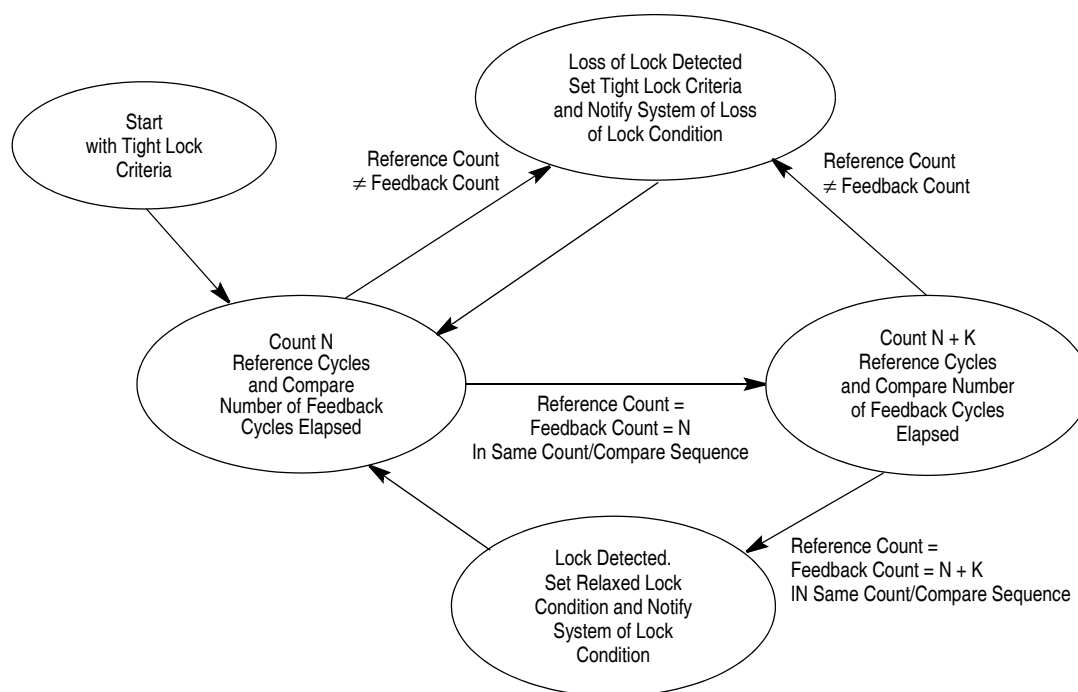 Loss of Lock Detected
Set Tight Lock Criteria
and Notify System of Loss
of Lock Condition
Start
with Tight Lock
Criteria
Reference Count
≠ Feedback Count
Reference Count
≠ Feedback Count
Count N
Reference Cycles
and Compare
Number of Feedback
Cycles Elapsed
Count N + K
Reference Cycles
and Compare Number
of Feedback Cycles
Elapsed
Reference Count =
Feedback Count = N
In Same Count/Compare Sequence
Reference Count =
Feedback Count = N + K
IN Same Count/Compare Sequence
Lock Detected.
Set Relaxed Lock
Condition and Notify
System of Lock
Condition